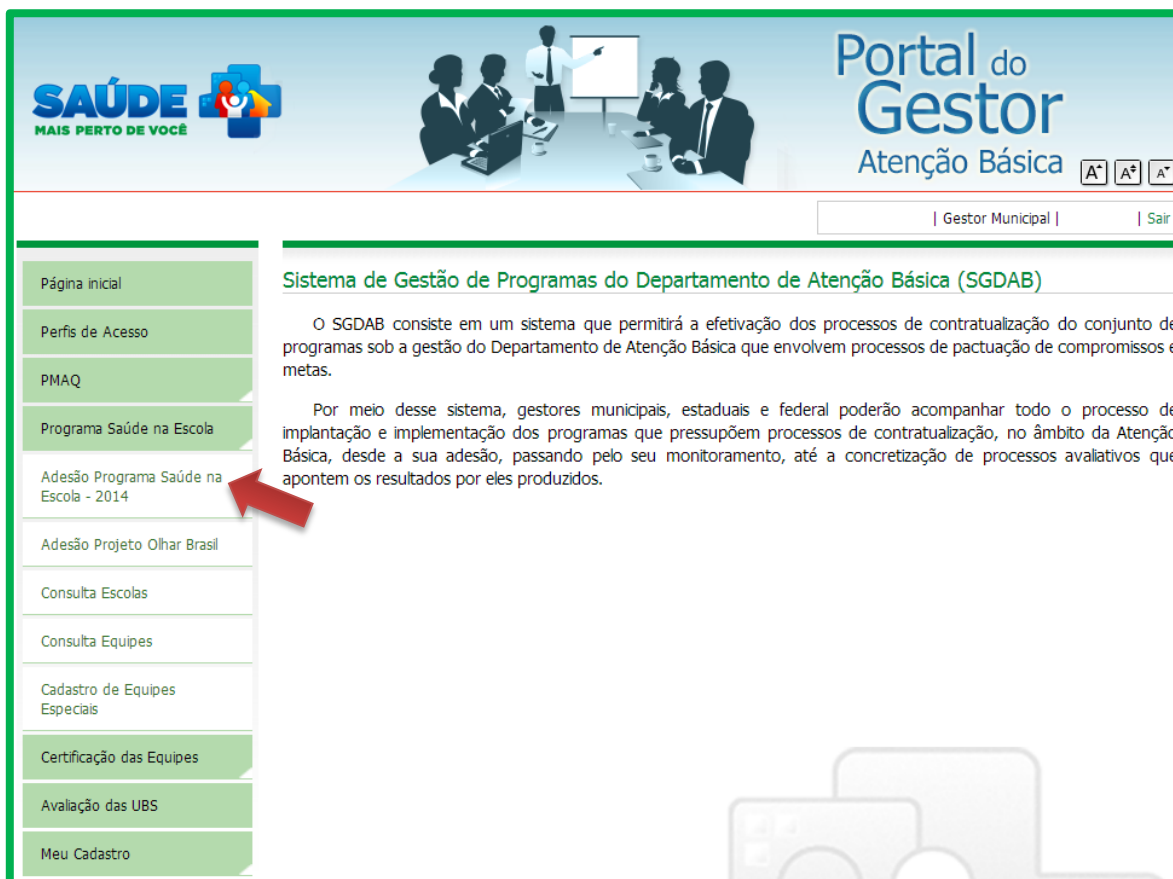 SAÚDE
MAIS PERTO DE VOCÊ
Portal do
Gestor
Atenção Básica
A+ A A-
| Gestor Municipal | | Sair
Página inicial
Perfis de Acesso
PMAQ
Programa Saúde na Escola
Adesão Programa Saúde na
Escola - 2014
Adesão Projeto Olhar Brasil
Consulta Escolas
Consulta Equipes
Cadastro de Equipes
Especiais
Certificação das Equipes
Avaliação das UBS
Meu Cadastro
Sistema de Gestão de Programas do Departamento de Atenção Básica (SGDAB)
O SGDAB consiste em um sistema que permitirá a efetivação dos processos de contratualização do conjunto de
programas sob a gestão do Departamento de Atenção Básica que envolvem processos de pactuação de compromissos e
metas.
Por meio desse sistema, gestores municipais, estaduais e federal poderão acompanhar todo o processo de
implantação e implementação dos programas que pressupõem processos de contratualização, no âmbito da Atenção
Básica, desde a sua adesão, passando pelo seu monitoramento, até a concretização de processos avaliativos que
apontem os resultados por eles produzidos.